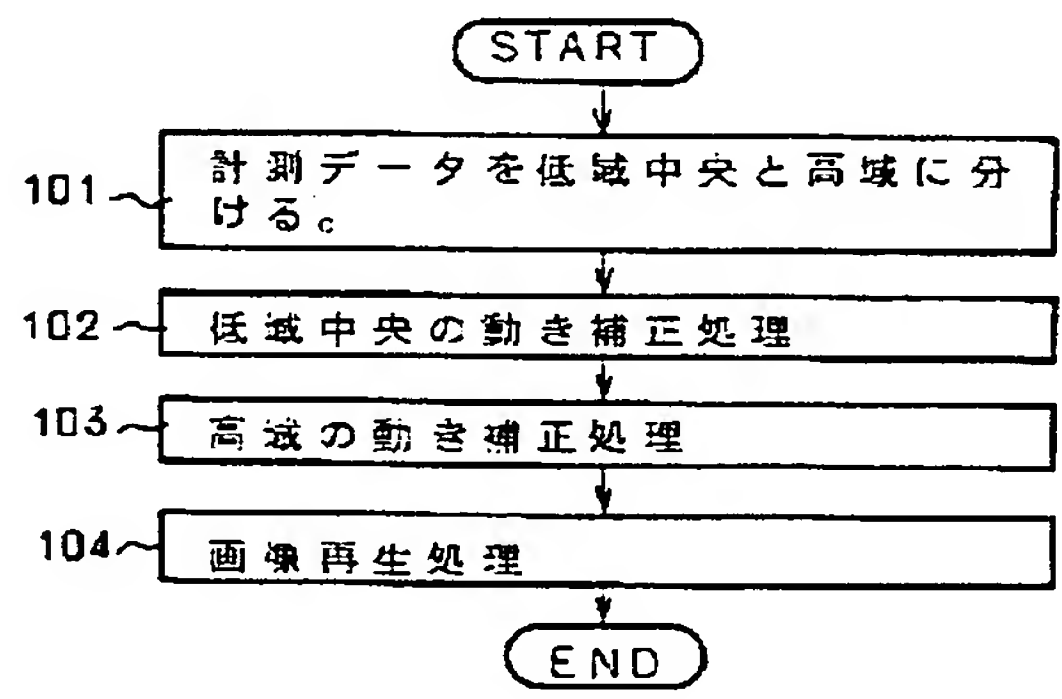 START
101
計測データを低域中央と高域に分
ける。
102
低域中央の動き補正処理
103
高域の動き補正処理
104
画像再生処理
END